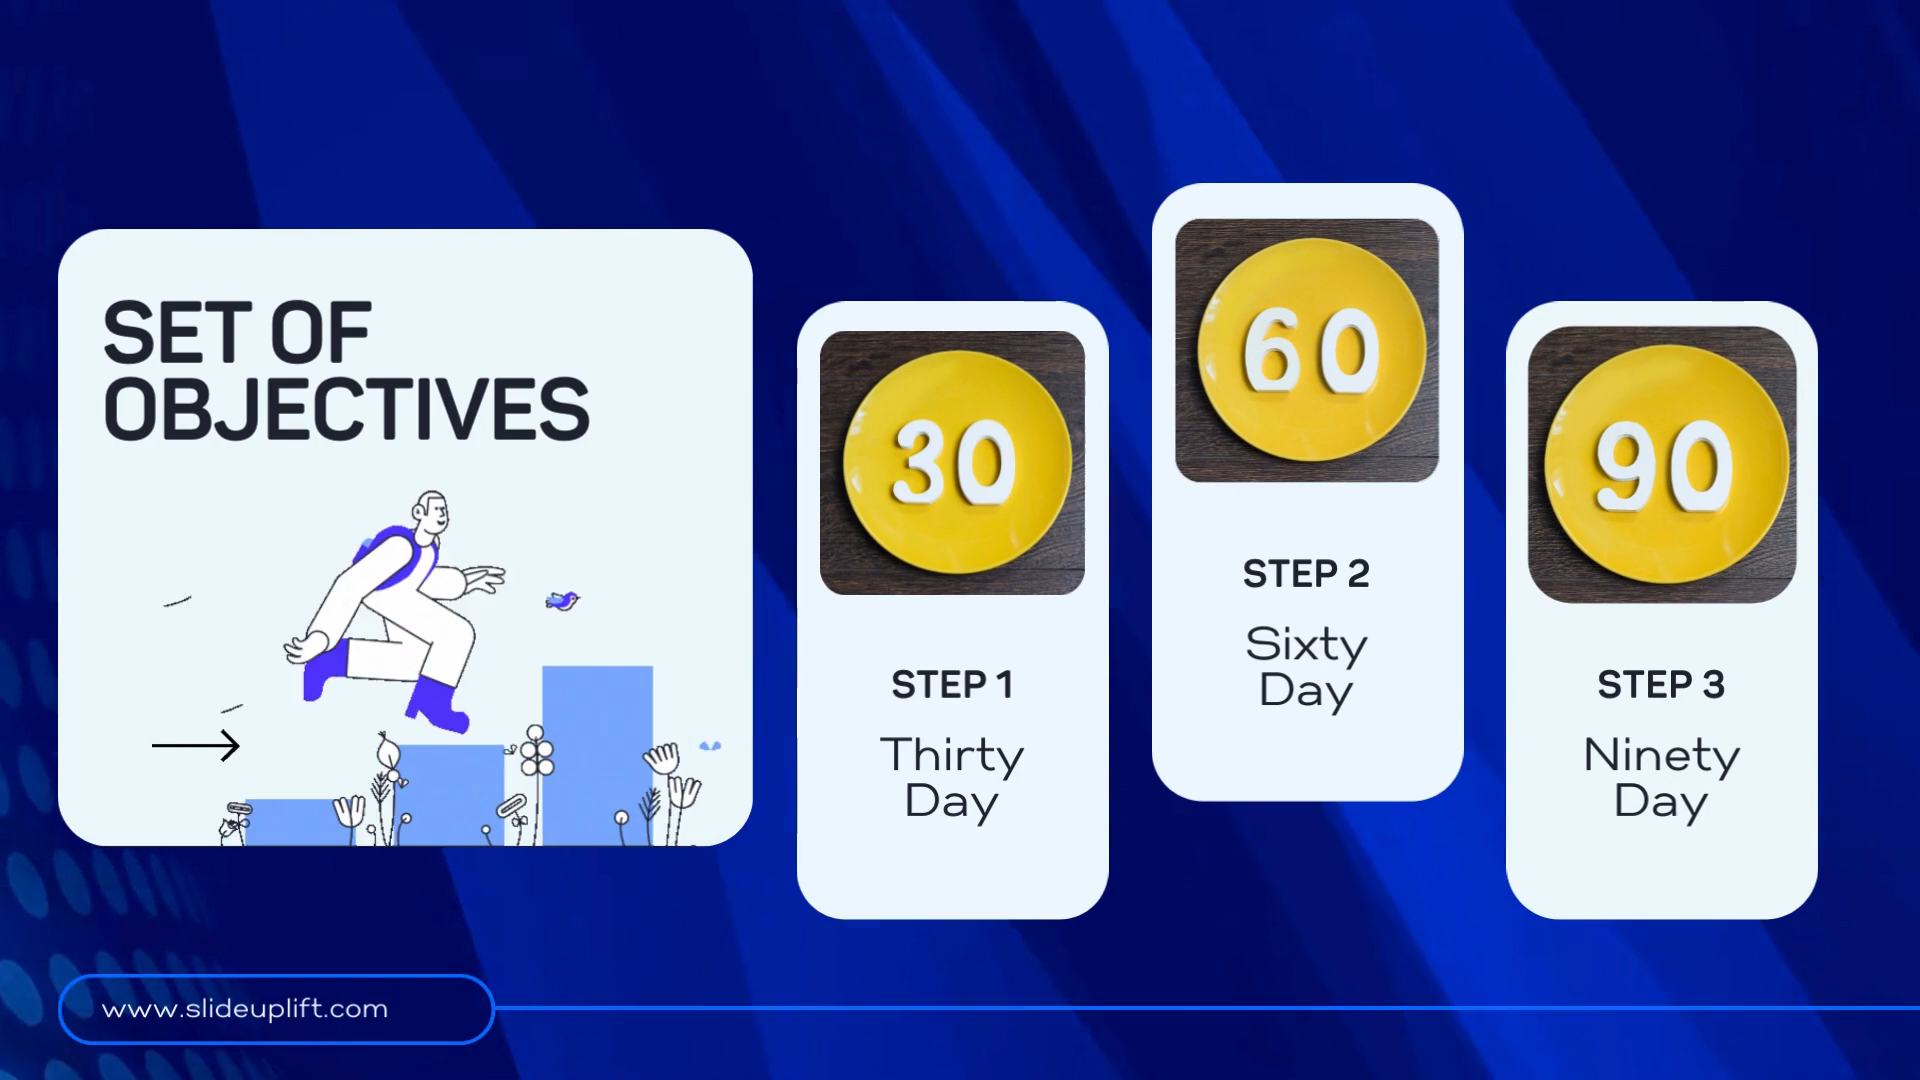 SET OF
OBJECTIVES
30
STEP 1
Thirty
Day
60
STEP 2
Sixty
Day
90
STEP 3
Ninety
Day
www.slideuplift.com